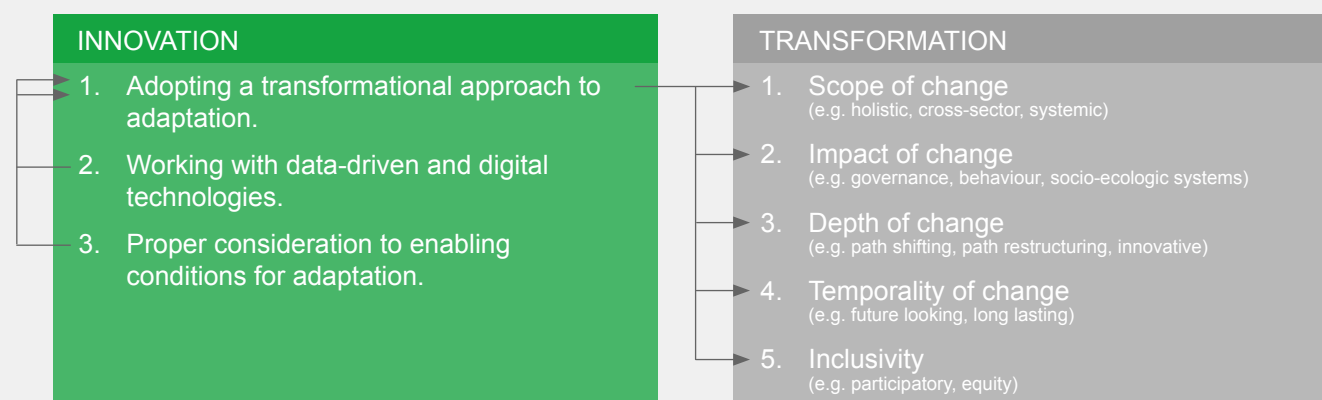 INNOVATION
1. Adopting a transformational approach to
adaptation.
2. Working with data-driven and digital
technologies.
3. Proper consideration to enabling
conditions for adaptation.
TRANSFORMATION
1. Scope of change
(e.g. holistic, cross-sector, systemic)
2. Impact of change
(e.g. governance, behaviour, socio-ecologic systems)
3. Depth of change
(e.g. path shifting, path restructuring, innovative)
4. Temporality of change
(e.g. future looking, long lasting)
5. Inclusivity
(e.g. participatory, equity)